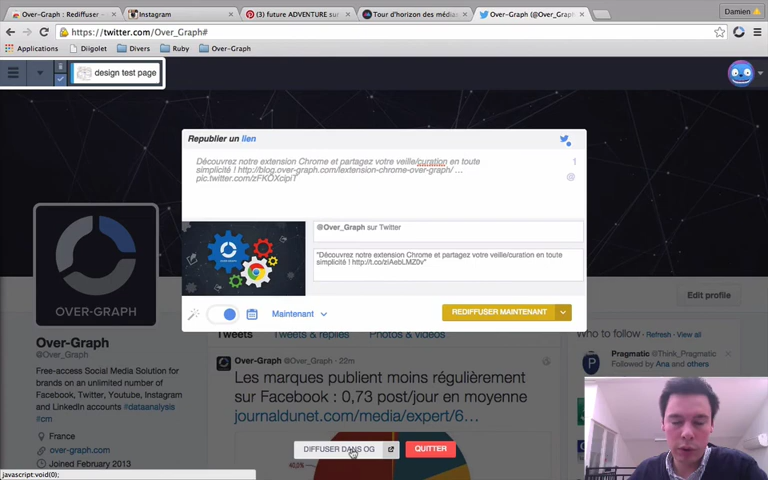 Over-Graph : Rediffuser -
Instagram
(3) future ADVENTURE sur
Tour d'horizon des médias
Over-Graph (@Over_Graph)
Damien
https://twitter.com/Over_Graph#
Applications
Diigolet
Divers
Ruby
Over-Graph
design test page
Republier un lien
Découvrez notre extension Chrome et partagez votre veille/curation en toute
simplicité ! http://blog.over-graph.com/lextension-chrome-over-graph/ …
pic.twitter.com/zFKOXcipiT
1
@
@Over_Graph sur Twitter
"Découvrez notre extension Chrome et partagez votre veille/curation en toute
simplicité ! http://t.co/ziAebLMZ0v"
Maintenant
REDIFFUSER MAINTENANT
OVER-GRAPH
Edit profile
Tweets
Tweets & replies
Photos & videos
Who to follow · Refresh · View all
Over-Graph
@Over_Graph
Free-access Social Media Solution for
brands on an unlimited number of
Facebook, Twitter, Youtube, Instagram
and LinkedIn accounts #dataanalysis
#cm
France
over-graph.com
Joined February 2013
Over-Graph @Over_Graph · 22m
Les marques publient moins régulièrement
sur Facebook : 0,73 post/jour en moyenne
journaldunet.com/media/expert/6…
Pragmatic @Think_Pragmatic
Followed by Ana and others
DIFFUSER DANS OG
QUITTER
javascript:void(0);